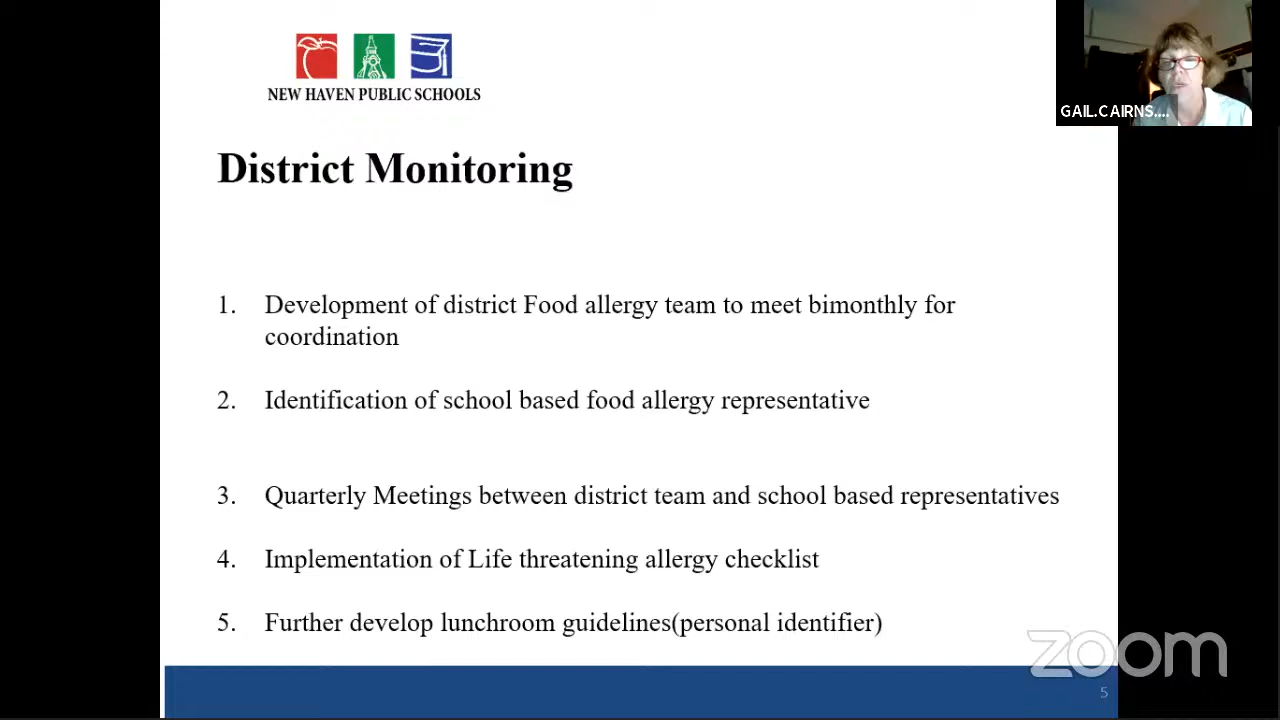 NEW HAVEN PUBLIC SCHOOLS
GAIL.CAIRNS....
District Monitoring
1. Development of district Food allergy team to meet bimonthly for
coordination
2. Identification of school based food allergy representative
3. Quarterly Meetings between district team and school based representatives
4. Implementation of Life threatening allergy checklist
5. Further develop lunchroom guidelines(personal identifier)
zoom
5